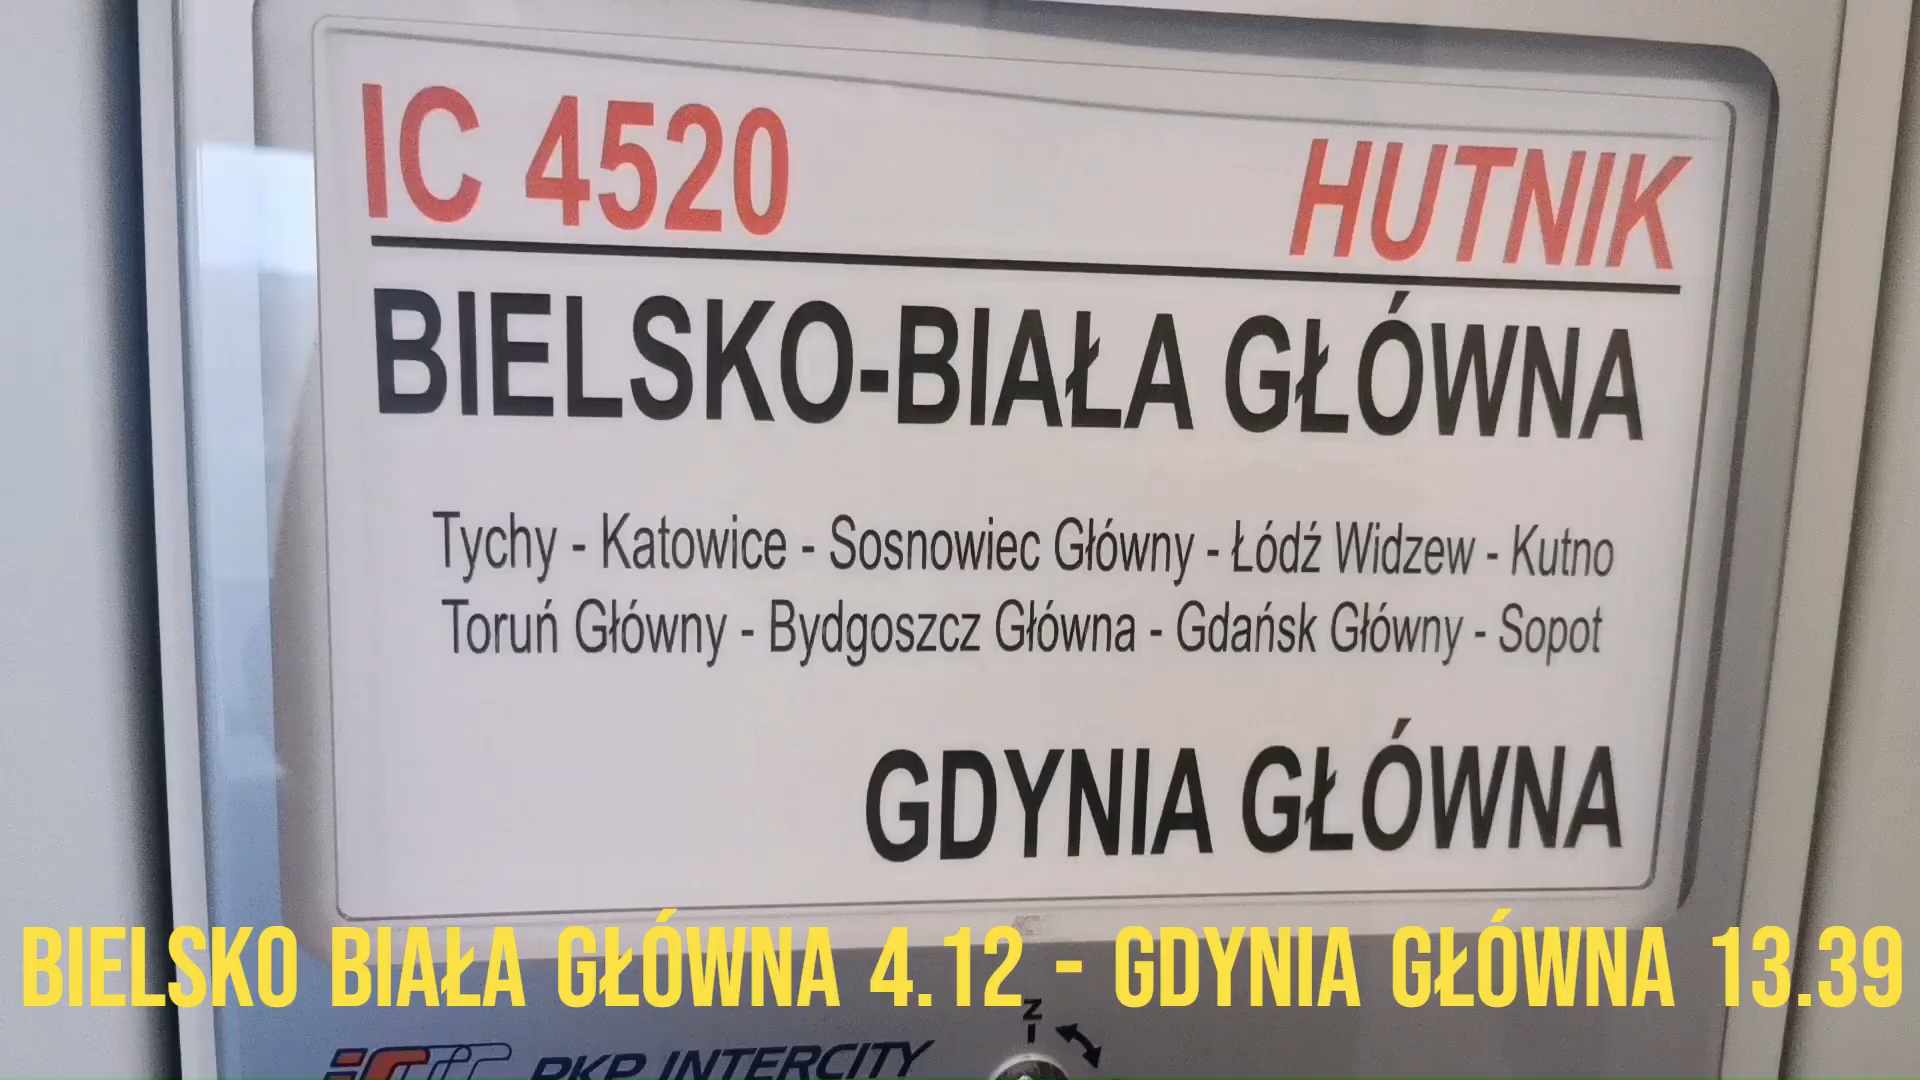 IC 4520 HUTNIK
BIELSKO-BIAŁA GŁÓWNA
Tychy - Katowice - Sosnowiec Główny - Łódź Widzew - Kutno
Toruń Główny - Bydgoszcz Główna - Gdańsk Główny - Sopot
GDYNIA GŁÓWNA
BIELSKO BIAŁA GŁÓWNA 4.12 - GDYNIA GŁÓWNA 13.39
Z
IC PKP INTERCITY